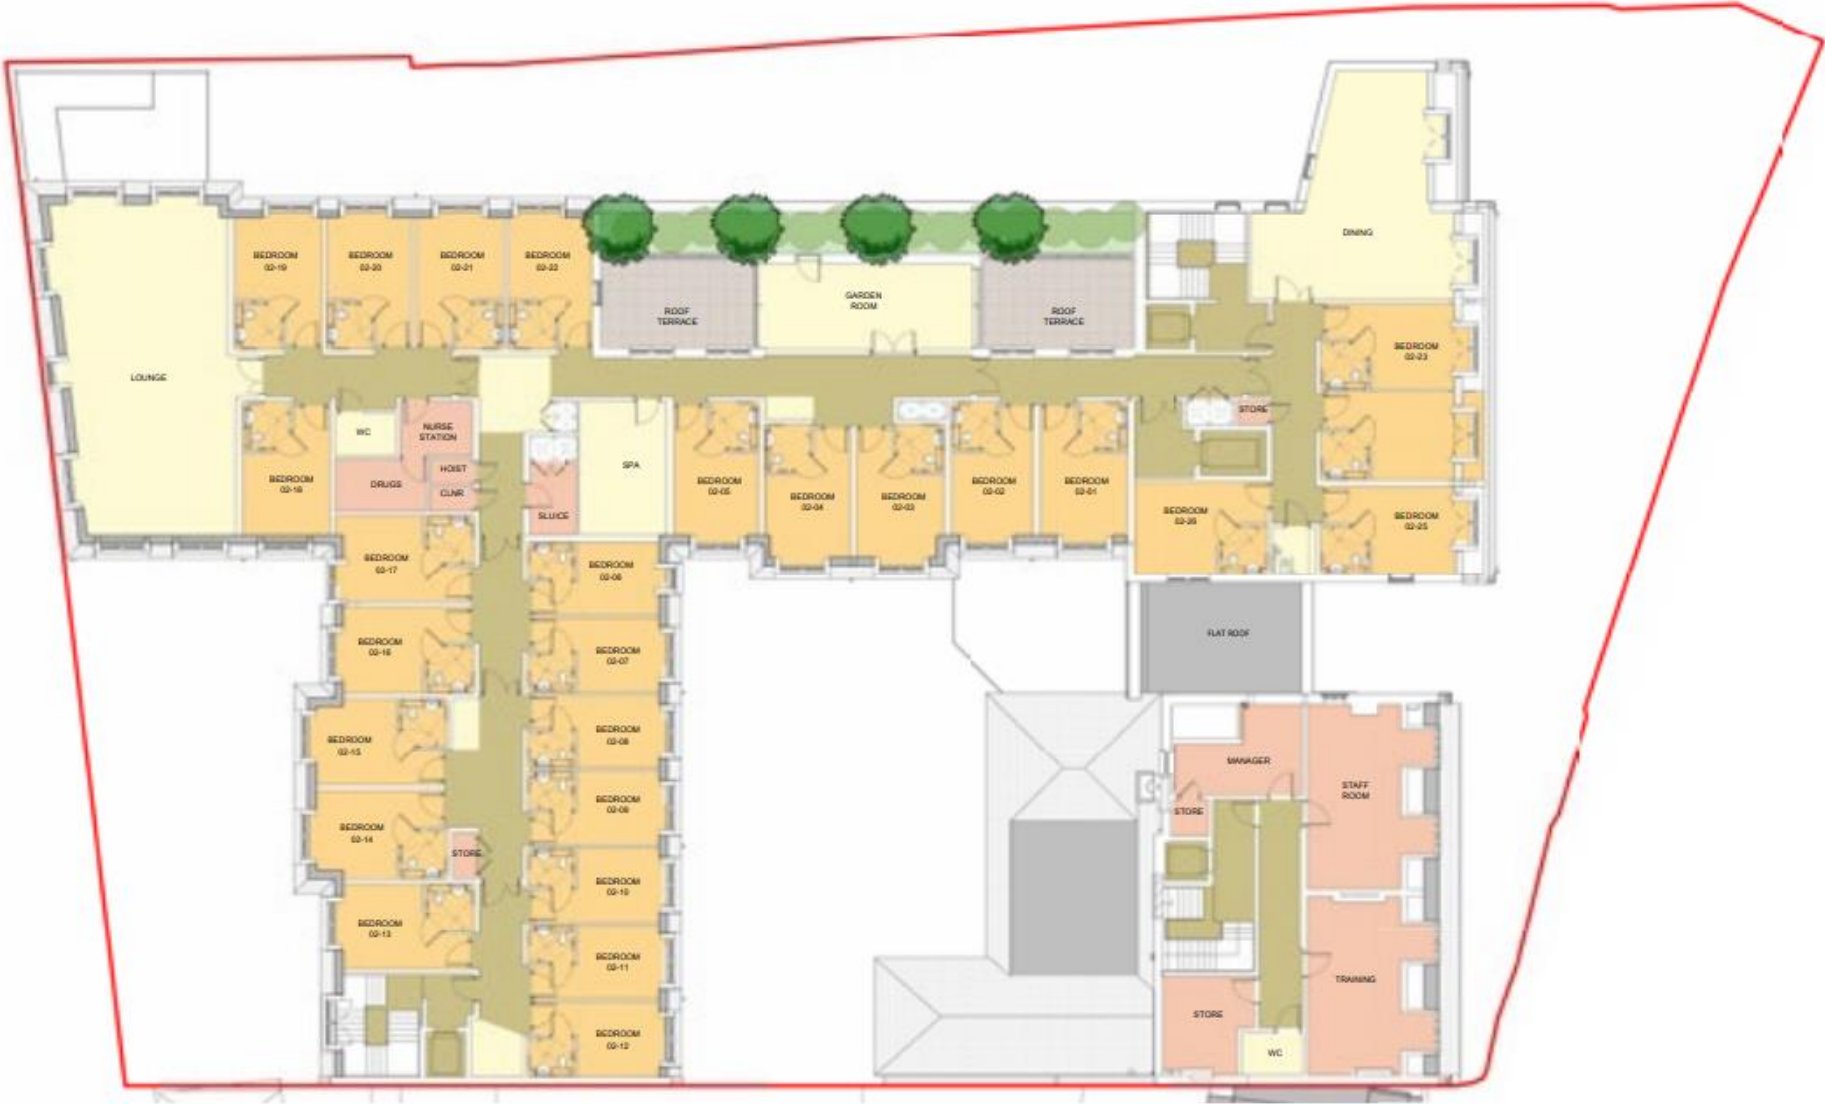 BEDROOM
02-19
BEDROOM
02-20
BEDROOM
02-21
BEDROOM
02-22
DINING
GARDEN
ROOM
ROOF
TERRACE
ROOF
TERRACE
BEDROOM
02-23
LOUNGE
STORE
WC
NURSE
STATION
HOIST
DRUGS
CLNR
SPA
BEDROOM
02-18
SLUICE
BEDROOM
02-05
BEDROOM
02-04
BEDROOM
02-03
BEDROOM
02-02
BEDROOM
02-01
BEDROOM
02-26
BEDROOM
02-25
BEDROOM
02-17
BEDROOM
02-06
BEDROOM
02-16
BEDROOM
02-07
FLAT ROOF
BEDROOM
02-15
BEDROOM
02-08
MANAGER
STAFF
ROOM
BEDROOM
02-09
STORE
BEDROOM
02-14
STORE
BEDROOM
02-10
BEDROOM
02-13
BEDROOM
02-11
TRAINING
STORE
BEDROOM
02-12
WC